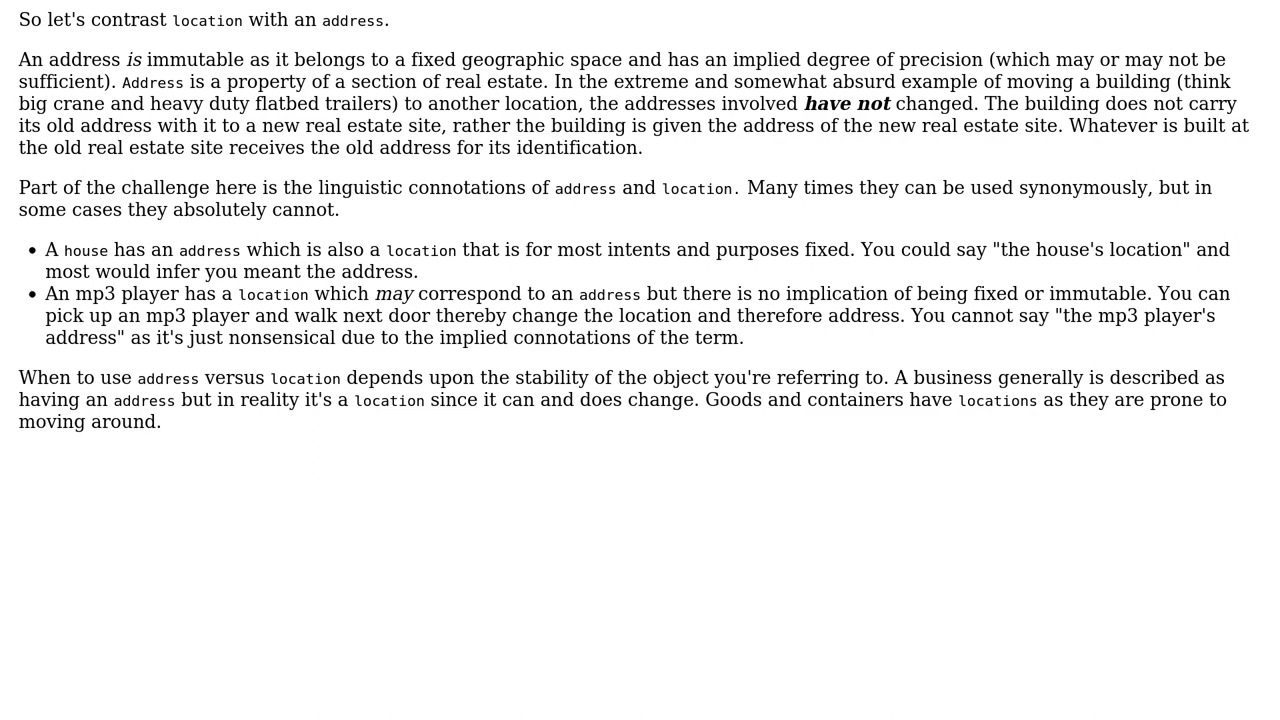 So let's contrast location with an address.
An address is immutable as it belongs to a fixed geographic space and has an implied degree of precision (which may or may not be
sufficient). Address is a property of a section of real estate. In the extreme and somewhat absurd example of moving a building (think
big crane and heavy duty flatbed trailers) to another location, the addresses involved have not changed. The building does not carry
its old address with it to a new real estate site, rather the building is given the address of the new real estate site. Whatever is built at
the old real estate site receives the old address for its identification.
Part of the challenge here is the linguistic connotations of address and location. Many times they can be used synonymously, but in
some cases they absolutely cannot.
• A house has an address which is also a location that is for most intents and purposes fixed. You could say "the house's location" and
most would infer you meant the address.
• An mp3 player has a location which may correspond to an address but there is no implication of being fixed or immutable. You can
pick up an mp3 player and walk next door thereby change the location and therefore address. You cannot say "the mp3 player's
address" as it's just nonsensical due to the implied connotations of the term.
When to use address versus location depends upon the stability of the object you're referring to. A business generally is described as
having an address but in reality it's a location since it can and does change. Goods and containers have locations as they are prone to
moving around.